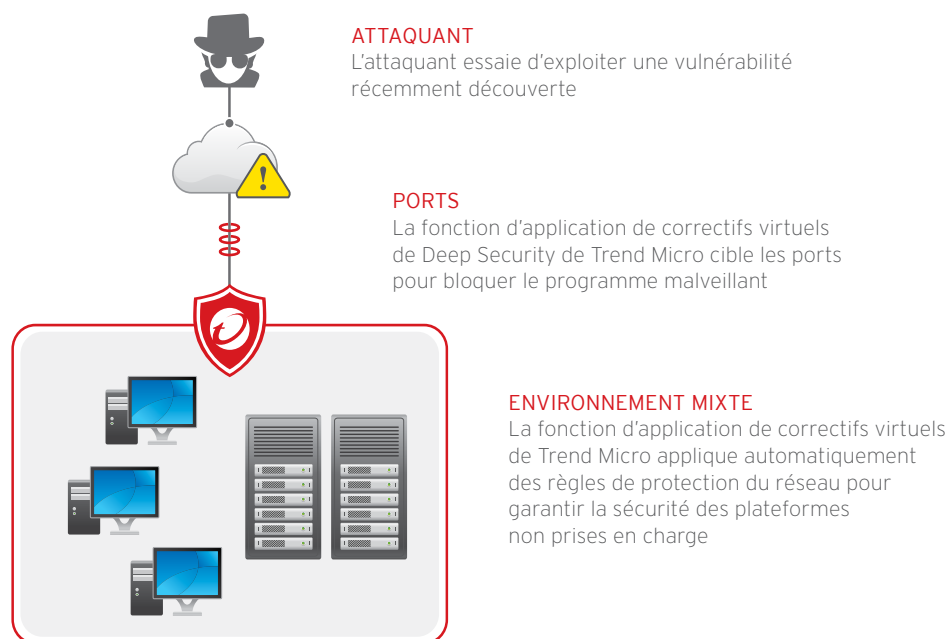 ATTAQUANT
L'attaquant essaie d'exploiter une vulnérabilité
récemment découverte
PORTS
La fonction d'application de correctifs virtuels
de Deep Security de Trend Micro cible les ports
pour bloquer le programme malveillant
ENVIRONNEMENT MIXTE
La fonction d'application de correctifs virtuels
de Trend Micro applique automatiquement
des règles de protection du réseau pour
garantir la sécurité des plateformes
non prises en charge